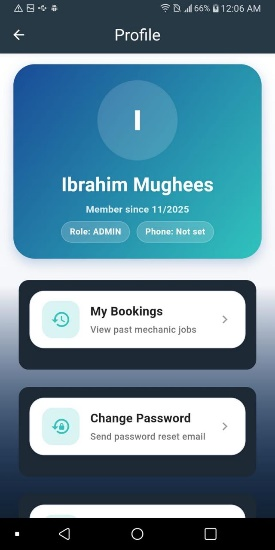 66% 12:06 AM
Profile
I
Ibrahim Mughees
Member since 11/2025
Role: ADMIN Phone: Not set
My Bookings
View past mechanic jobs
Change Password
Send password reset email